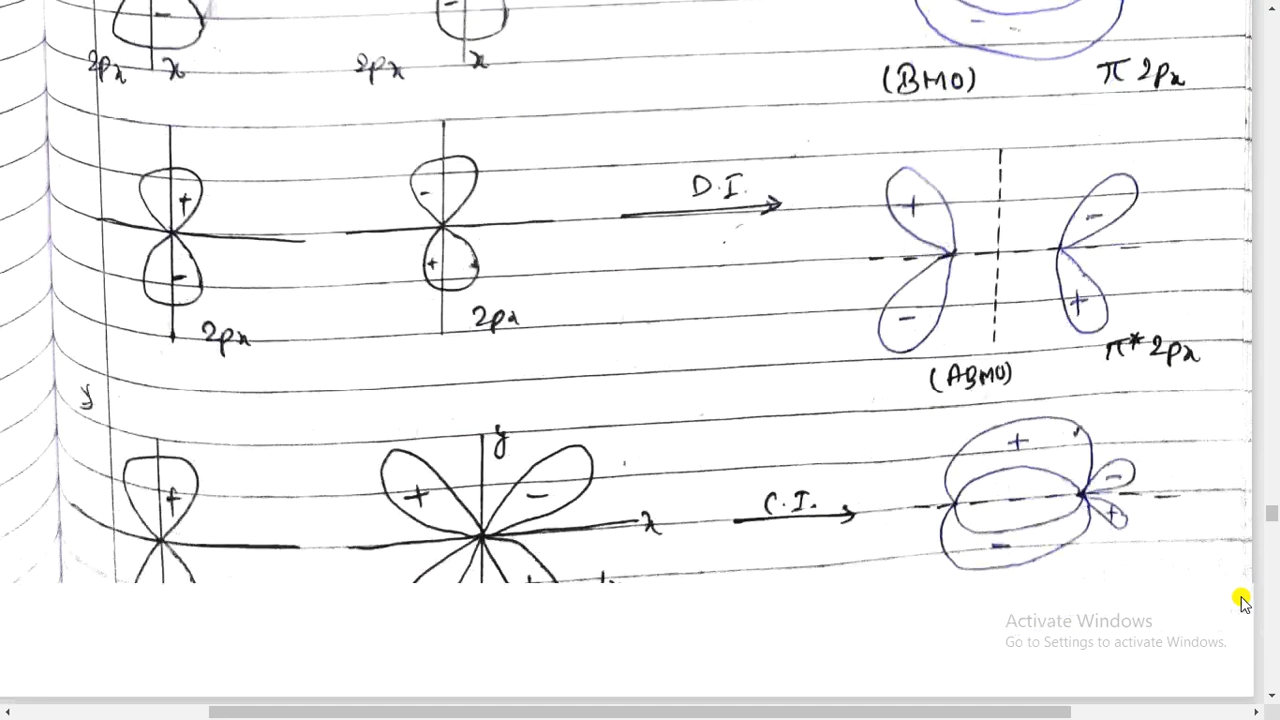 - -
2px x 2px x
- -
(BMO) π 2px
+ - D.I. + -
- + - +
2px 2px π* 2px
(ABMO)
y
y +
+ + - x C.I. -
+
-
Activate Windows
Go to Settings to activate Windows.